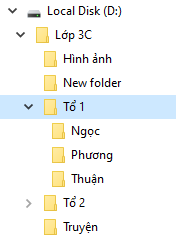 Local Disk (D:)
Lớp 3C
Hình ảnh
New folder
Tổ 1
Ngọc
Phương
Thuận
Tổ 2
Truyện